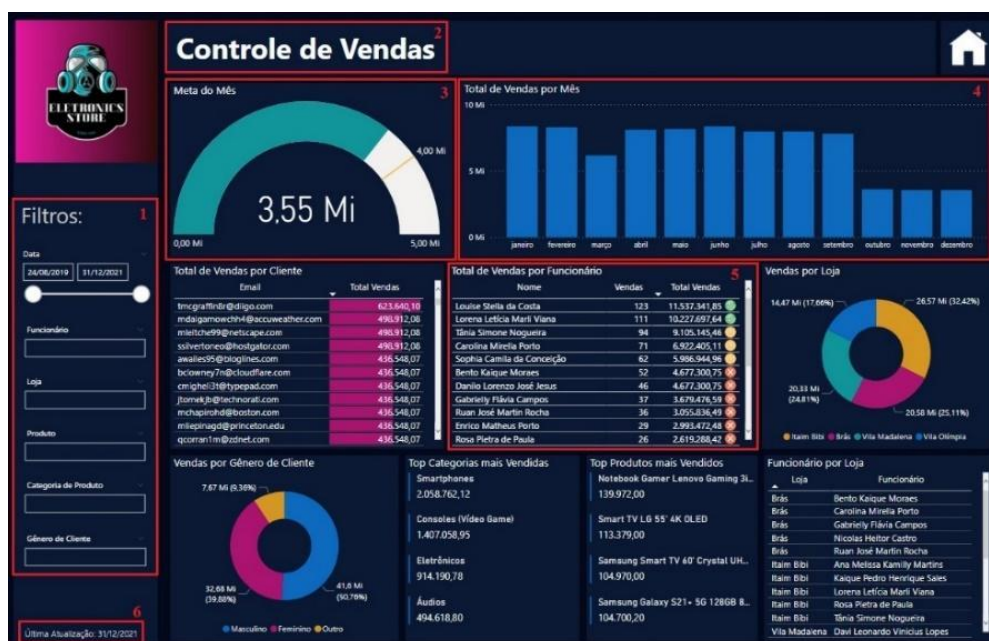 ELETRONICS
STORE
Controle de Vendas
2
Filtros:
1
Data
24/08/2019
31/12/2021
Funcionário
Loja
Produto
Categoria de Produto
Gênero de Cliente
6
Última Atualização: 31/12/2021
Meta do Mês
3
4,00 Mi
3,55 Mi
0,00 Mi
5,00 Mi
Total de Vendas por Mês
4
10 Mi
5 Mi
0 Mi
janeiro fevereiro março abril maio junho julho agosto setembro outubro novembro dezembro
Total de Vendas por Cliente
Email Total Vendas
tmcgraffin8r@digo.com 623.640,10
mdaigamowchh4@accuweather.com 498.912,08
mleitche99@netscape.com 498.912,08
ssilvertoneo@hostgator.com 498.912,08
awailes95@bloglines.com 436.548,07
bclowney7n@cloudflare.com 436.548,07
cmigheli3t@typepad.com 436.548,07
jtomekjb@technorati.com 436.548,07
mchapirohd@boston.com 436.548,07
mliepinagd@princeton.edu 436.548,07
qcorran1m@zdnet.com 436.548,07
Total de Vendas por Funcionário
5
Nome Vendas Total Vendas
Louise Stella da Costa 123 11.537.341,85
Lorena Letícia Marli Viana 111 10.227.697,64
Tânia Simone Nogueira 94 9.105.145,46
Carolina Mirella Porto 71 6.922.405,11
Sophia Camila da Conceição 62 5.986.944,96
Bento Kaique Moraes 52 4.677.300,75
Danilo Lorenzo José Jesus 46 4.677.300,75
Gabrielly Flávia Campos 37 3.679.476,59
Ruan José Martin Rocha 36 3.055.836,49
Enrico Matheus Porto 29 2.993.472,48
Rosa Pietra de Paula 26 2.619.288,42
Vendas por Loja
14,47 Mi (17,66%)
26,57 Mi (32,42%)
20,33 Mi
(24,81%)
20,58 Mi (25,11%)
Itaim Bibi Brás Vila Madalena Vila Olímpia
Vendas por Gênero de Cliente
7,67 Mi (9,36%)
32,68 Mi
(39,88%)
41,6 Mi
(50,76%)
Masculino Feminino Outro
Top Categorias mais Vendidas
Smartphones
2.058.762,12
Consoles (Vídeo Game)
1.407.058,95
Eletrônicos
914.190,78
Áudios
494.618,80
Top Produtos mais Vendidos
Notebook Gamer Lenovo Gaming 3i...
139.972,00
Smart TV LG 55' 4K OLED
113.379,00
Samsung Smart TV 60' Crystal UH...
104.970,00
Samsung Galaxy S21+ 5G 128GB 8...
104.700,20
Funcionário por Loja
Loja Funcionário
Brás Bento Kaique Moraes
Brás Carolina Mirella Porto
Brás Gabrielly Flávia Campos
Brás Nicolas Heitor Castro
Brás Ruan José Martin Rocha
Itaim Bibi Ana Melissa Kamilly Martins
Itaim Bibi Kaique Pedro Henrique Sales
Itaim Bibi Lorena Letícia Marli Viana
Itaim Bibi Rosa Pietra de Paula
Itaim Bibi Tânia Simone Nogueira
Vila Madalena Davi Leonardo Vinicius Lopes